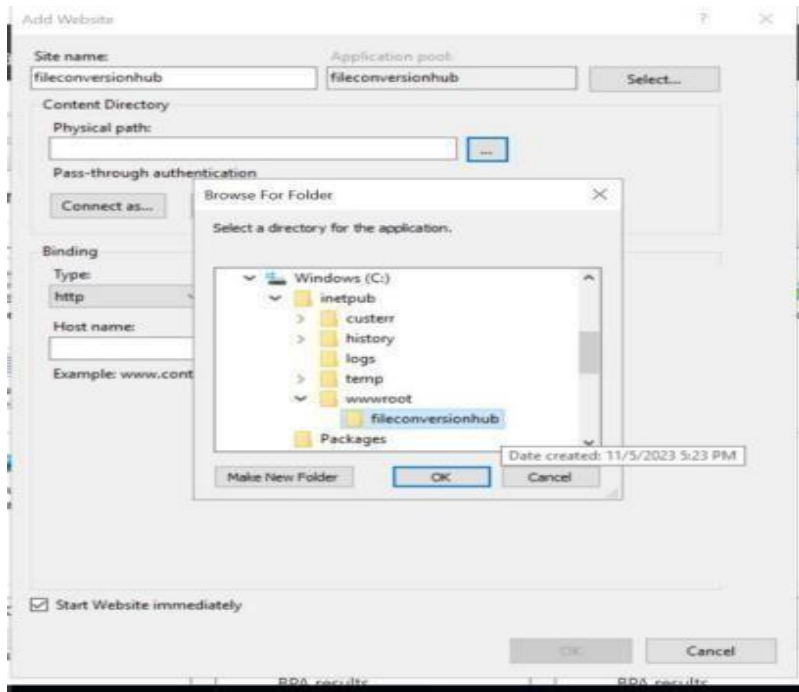 Add Website
?
Site name:
Application pool:
fileconversionhub
fileconversionhub
Select...
Content Directory
Physical path:
...
Pass-through authentication
Connect as...
Browse For Folder
Select a directory for the application.
Windows (C:)
inetpub
custerr
history
logs
temp
wwwroot
fileconversionhub
Packages
Date created: 11/5/2023 5:23 PM
Make New Folder
OK
Cancel
Binding
Type:
http
Host name:
Example: www.cont
Start Website immediately
OK
Cancel
BPA results
BPA results